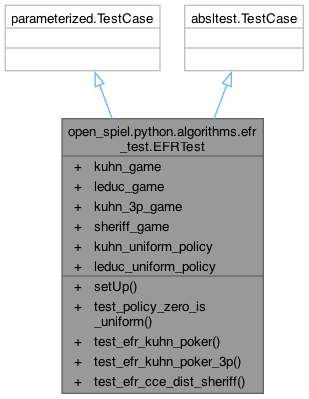 parameterized.TestCase
absltest.TestCase
open_spiel.python.algorithms.efr
_test.EFRTest
+ kuhn_game
+ leduc_game
+ kuhn_3p_game
+ sheriff_game
+ kuhn_uniform_policy
+ leduc_uniform_policy
+ setUp()
+ test_policy_zero_is
_uniform()
+ test_efr_kuhn_poker()
+ test_efr_kuhn_poker_3p()
+ test_efr_cce_dist_sheriff()